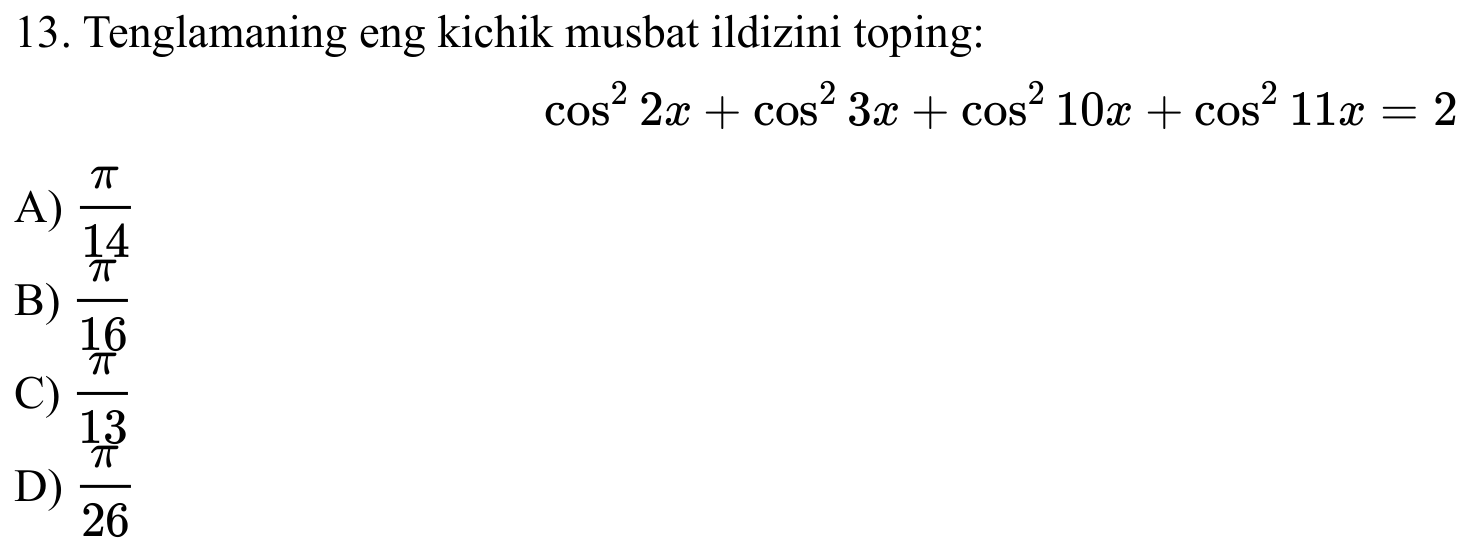 13. Tenglamaning eng kichik musbat ildizini toping:
cos² 2x + cos² 3x + cos² 10x + cos² 11x = 2
A) π/14
B) π/16
C) π/13
D) π/26